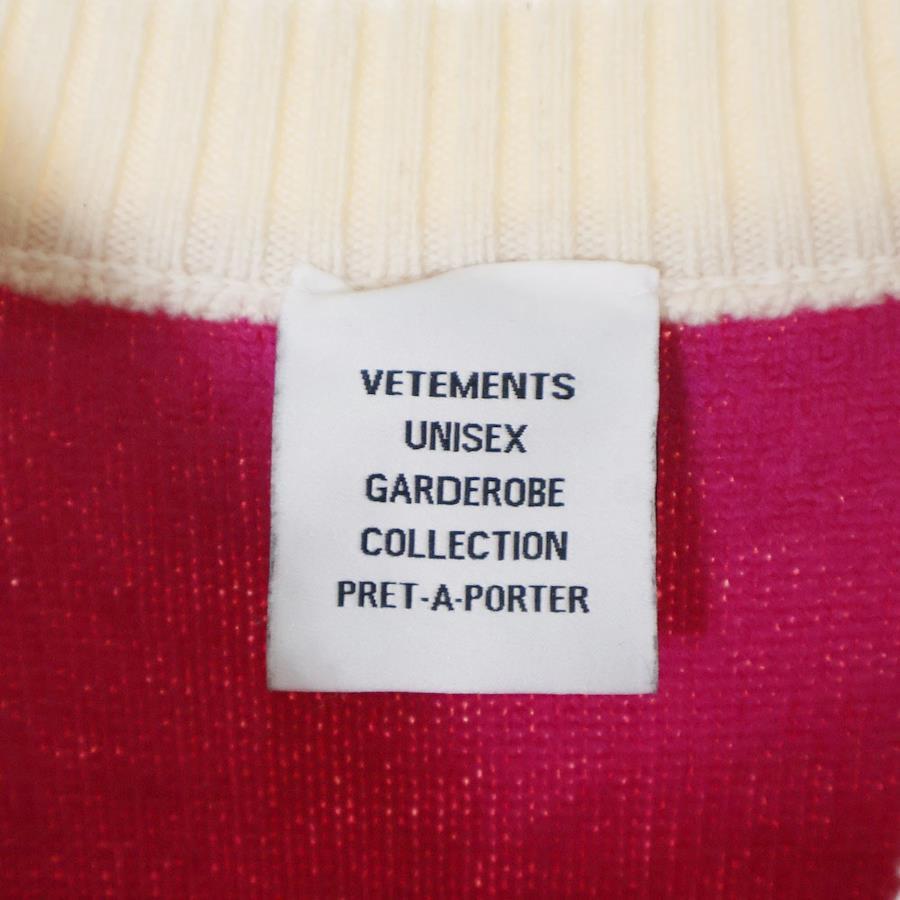 VETEMENTS
UNISEX
GARDEROBE
COLLECTION
PRET-A-PORTER